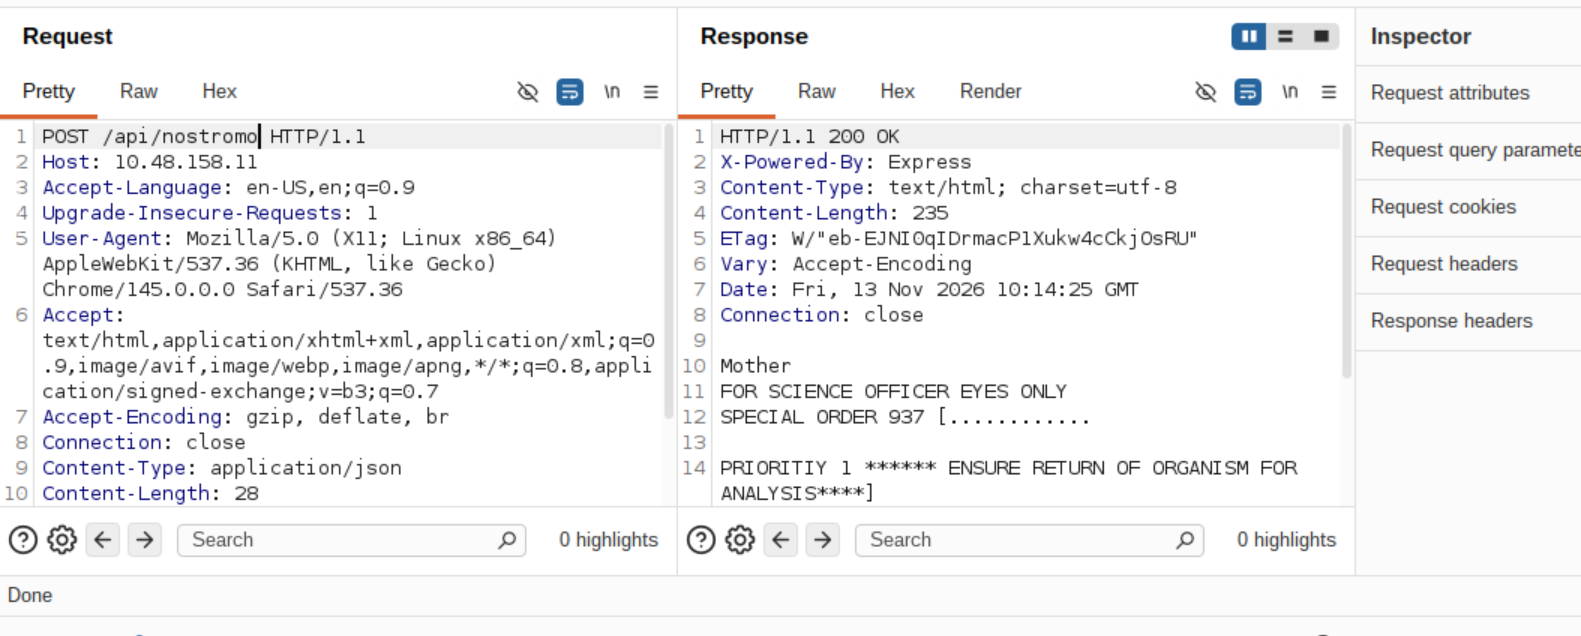 Request
Pretty Raw Hex \n
1 POST /api/nostromo HTTP/1.1
2 Host: 10.48.158.11
3 Accept-Language: en-US,en;q=0.9
4 Upgrade-Insecure-Requests: 1
5 User-Agent: Mozilla/5.0 (X11; Linux x86_64)
AppleWebKit/537.36 (KHTML, like Gecko)
Chrome/145.0.0.0 Safari/537.36
6 Accept:
text/html,application/xhtml+xml,application/xml;q=0
.9,image/avif,image/webp,image/apng,*/*;q=0.8,appli
cation/signed-exchange;v=b3;q=0.7
7 Accept-Encoding: gzip, deflate, br
8 Connection: close
9 Content-Type: application/json
10 Content-Length: 28
Search 0 highlights
Response
Pretty Raw Hex Render \n
1 HTTP/1.1 200 OK
2 X-Powered-By: Express
3 Content-Type: text/html; charset=utf-8
4 Content-Length: 235
5 ETag: W/"eb-EJNI0qIDrmacP1Xukw4cCkjOsRU"
6 Vary: Accept-Encoding
7 Date: Fri, 13 Nov 2026 10:14:25 GMT
8 Connection: close
9
10 Mother
11 FOR SCIENCE OFFICER EYES ONLY
12 SPECIAL ORDER 937 [............
13
14 PRIORITIY 1 ****** ENSURE RETURN OF ORGANISM FOR
ANALYSIS****]
Search 0 highlights
Inspector
Request attributes
Request query paramete
Request cookies
Request headers
Response headers
Done